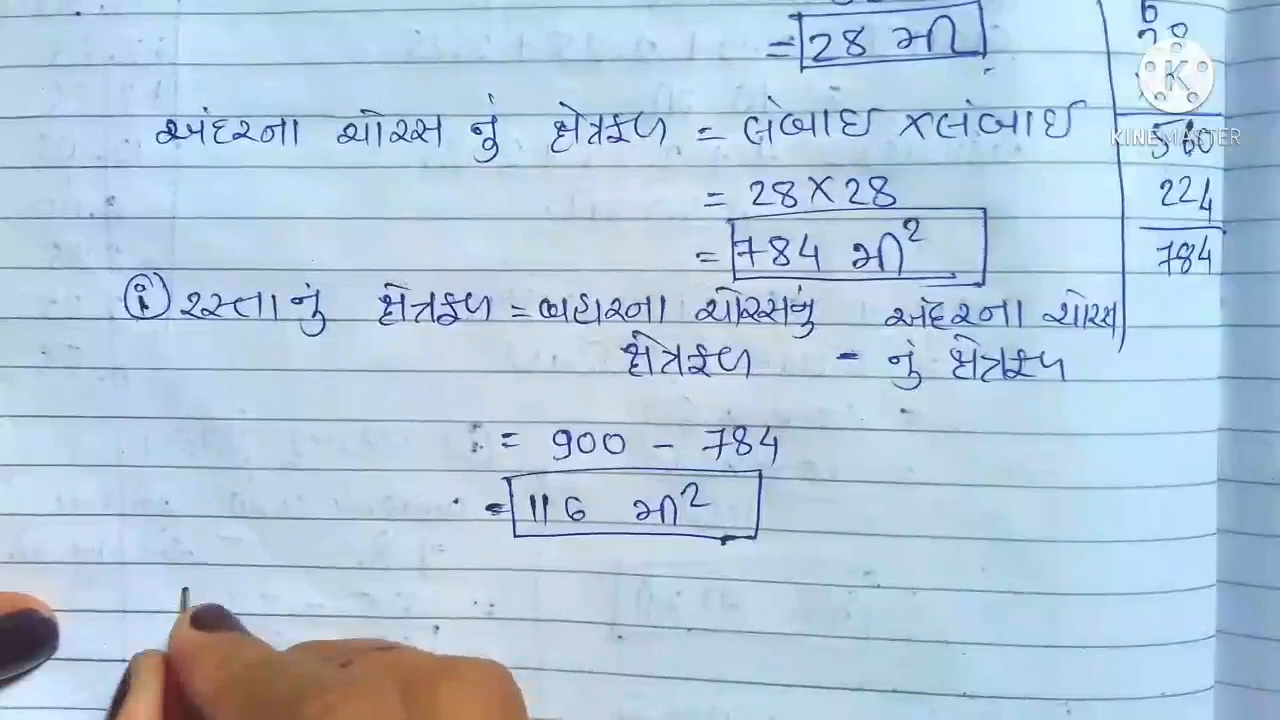 = 28 મી
અંદરના ચોરસ નું ક્ષેત્રફળ = લંબાઈ × લંબાઈ
= 28 × 28
= 784 મી²
(i) રસ્તાનું ક્ષેત્રફળ = બહારના ચોરસનું અંદરના ચોરસ
ક્ષેત્રફળ - નું ક્ષેત્રફળ
= 900 - 784
= 116 મી²
560
224
784
K
KINEMASTER